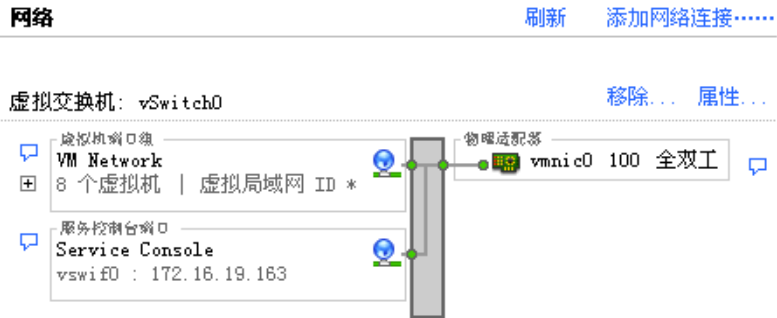 网络 刷新 添加网络连接……
虚拟交换机: vSwitch0 移除... 属性...
虚拟机端口组 物理适配器
VM Network vmnic0 100 全双工
8 个虚拟机 | 虚拟局域网 ID *
服务控制台端口
Service Console
vswif0 : 172.16.19.163